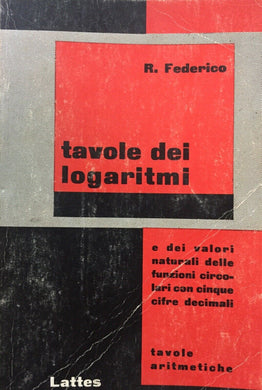 R. Federico
tavole dei
logaritmi
e dei valori
naturali delle
funzioni circo-
lari con cinque
cifre decimali
tavole
aritmetiche
Lattes